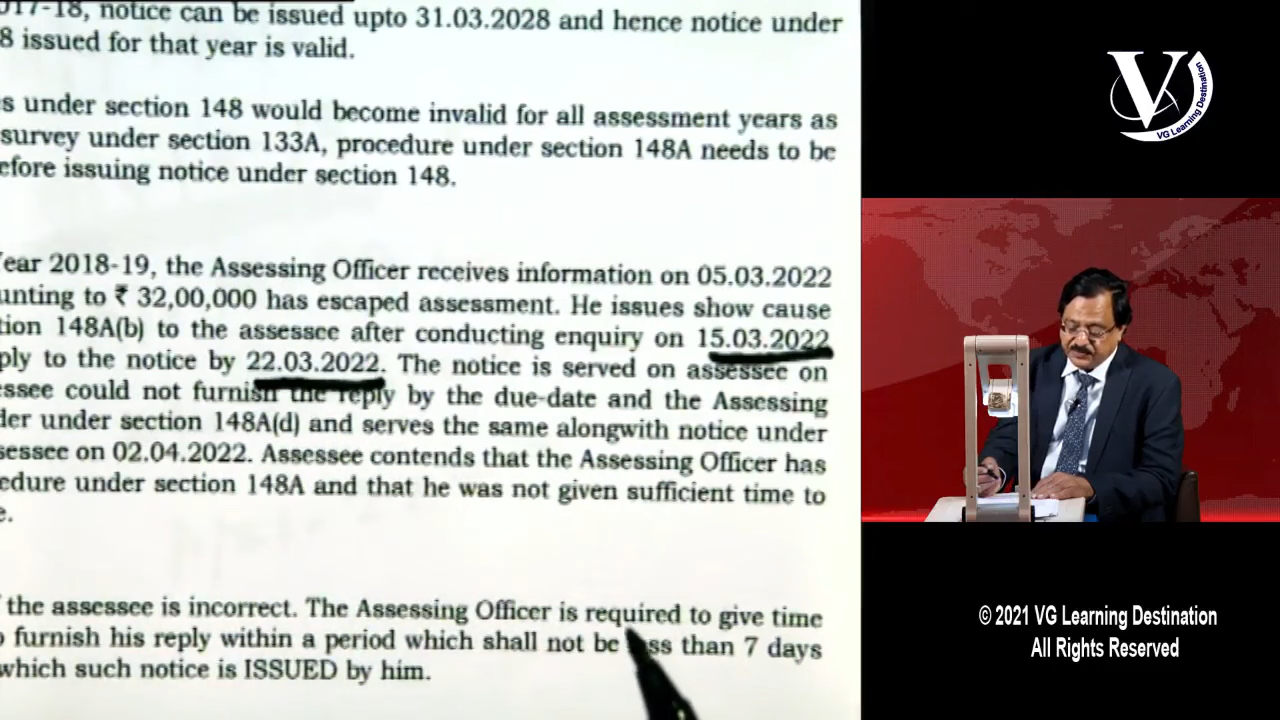 017-18, notice can be issued upto 31.03.2028 and hence notice under
8 issued for that year is valid.
s under section 148 would become invalid for all assessment years as
survey under section 133A, procedure under section 148A needs to be
efore issuing notice under section 148.
Year 2018-19, the Assessing Officer receives information on 05.03.2022
unting to ₹ 32,00,000 has escaped assessment. He issues show cause
tion 148A(b) to the assessee after conducting enquiry on 15.03.2022
ply to the notice by 22.03.2022. The notice is served on assessee on
essee could not furnish the reply by the due-date and the Assessing
der under section 148A(d) and serves the same alongwith notice under
sessee on 02.04.2022. Assessee contends that the Assessing Officer has
edure under section 148A and that he was not given sufficient time to
e.
the assessee is incorrect. The Assessing Officer is required to give time
o furnish his reply within a period which shall not be less than 7 days
which such notice is ISSUED by him.
V
VG Learning Destination
© 2021 VG Learning Destination
All Rights Reserved